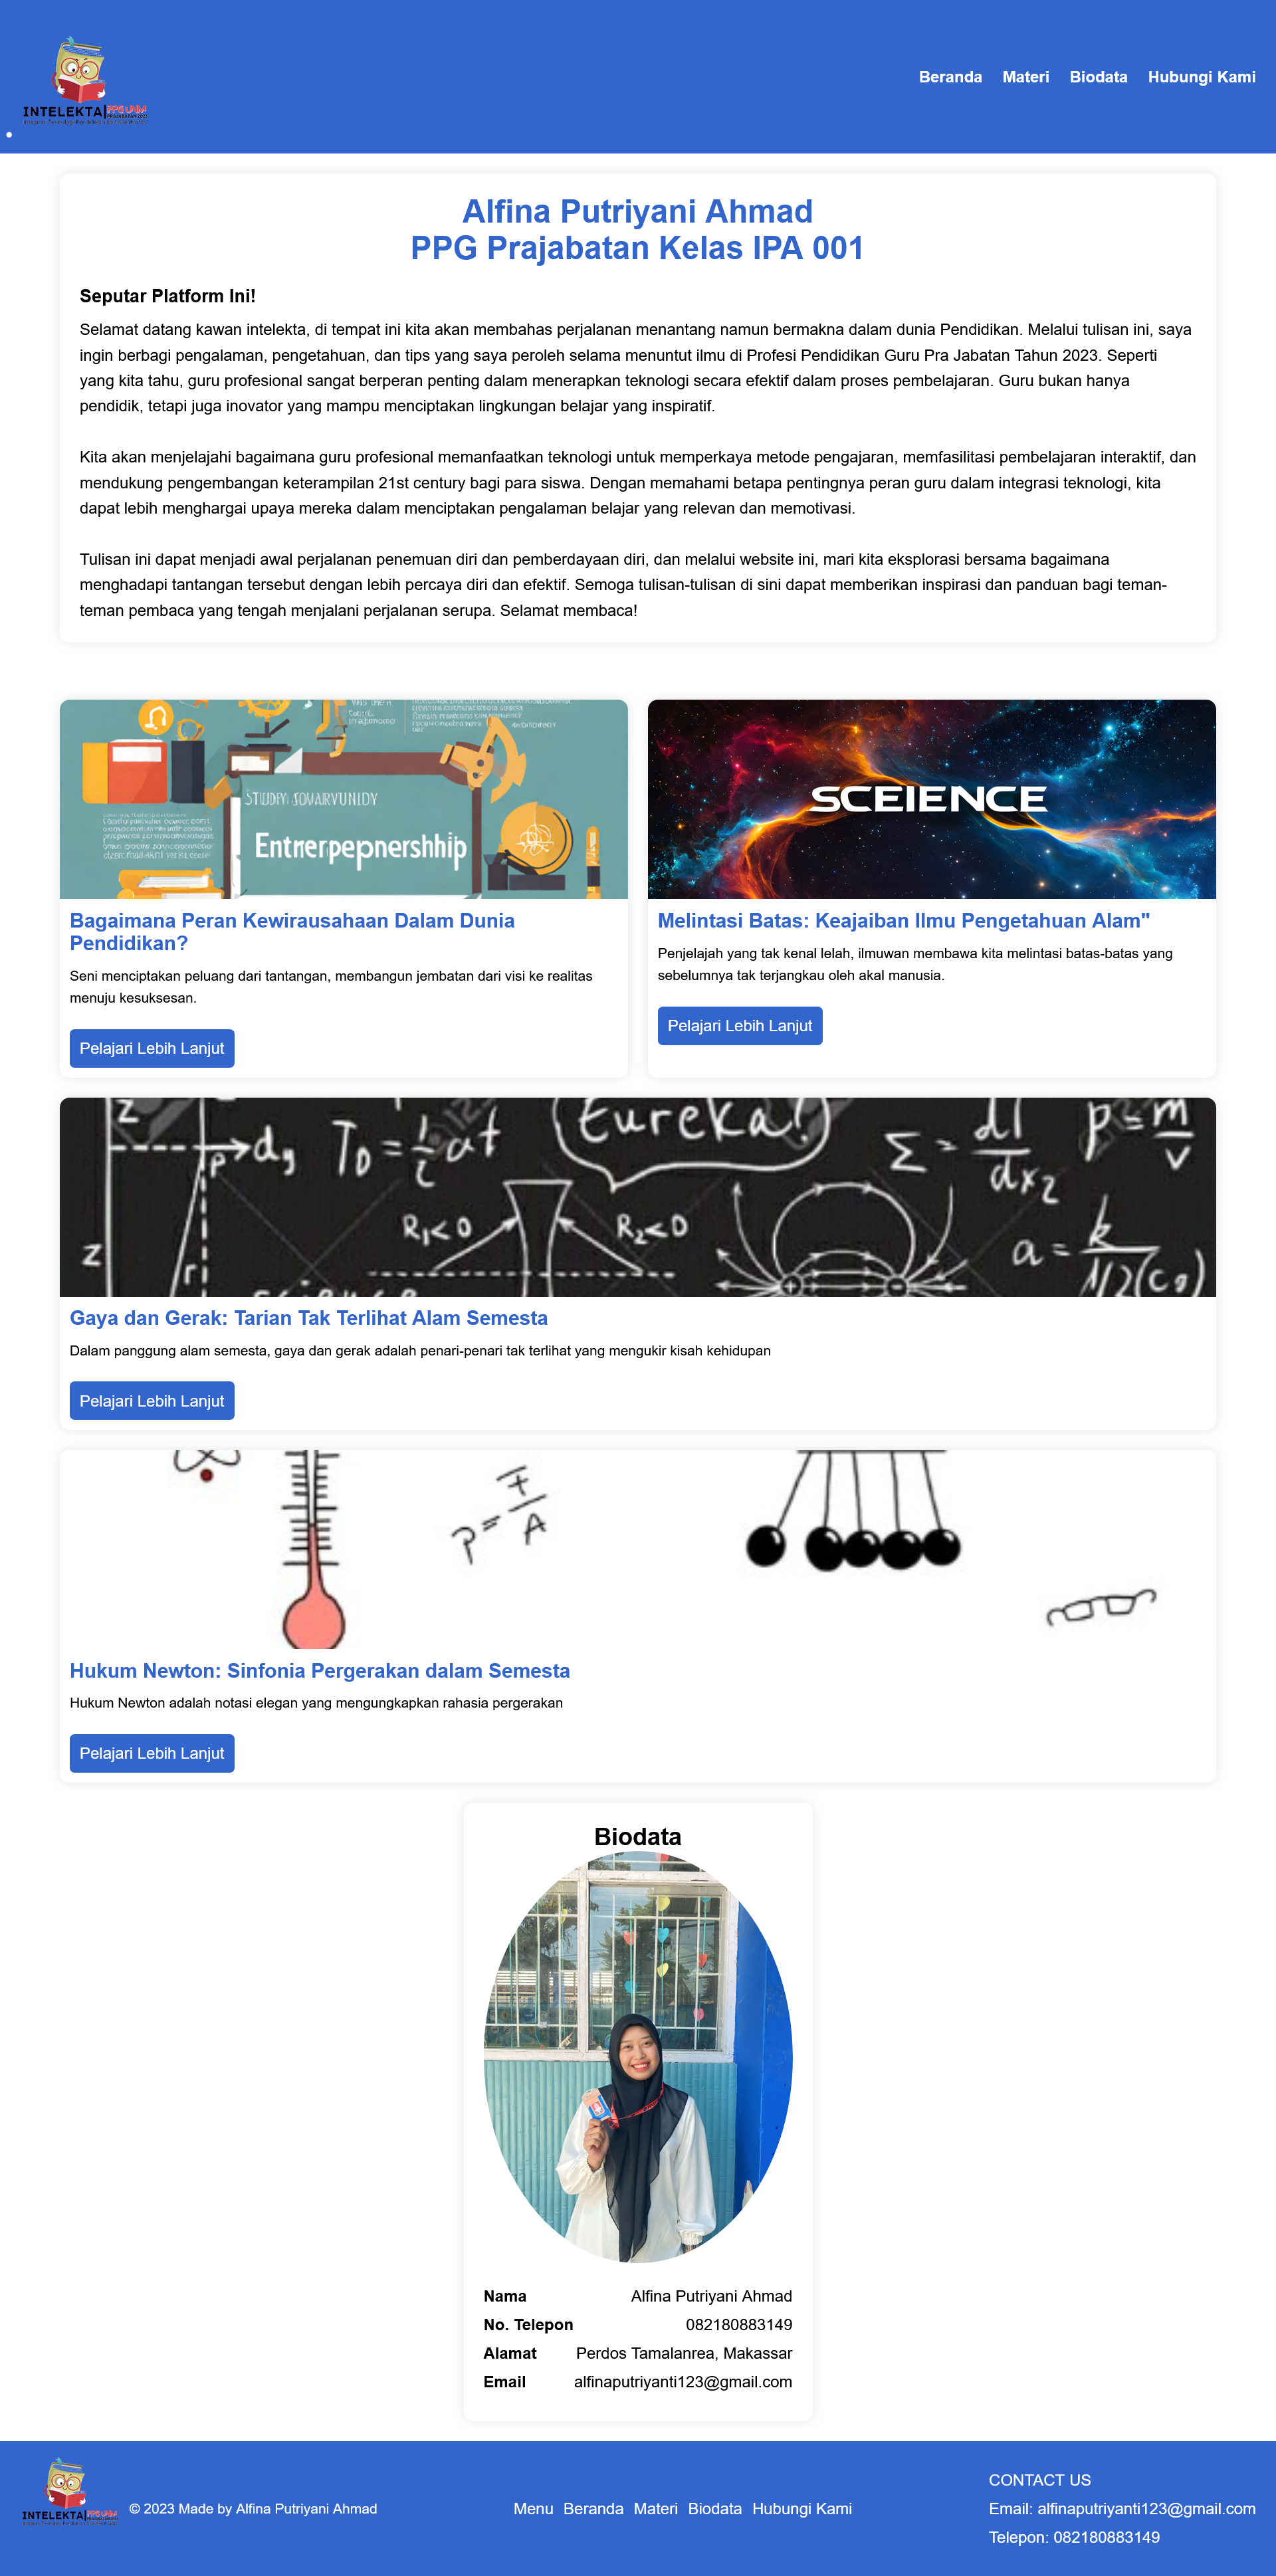 INTELEKTA
Beranda Materi Biodata Hubungi Kami
Alfina Putriyani Ahmad
PPG Prajabatan Kelas IPA 001
Seputar Platform Ini!
Selamat datang kawan intelekta, di tempat ini kita akan membahas perjalanan menantang namun bermakna dalam dunia Pendidikan. Melalui tulisan ini, saya
ingin berbagi pengalaman, pengetahuan, dan tips yang saya peroleh selama menuntut ilmu di Profesi Pendidikan Guru Pra Jabatan Tahun 2023. Seperti
yang kita tahu, guru profesional sangat berperan penting dalam menerapkan teknologi secara efektif dalam proses pembelajaran. Guru bukan hanya
pendidik, tetapi juga inovator yang mampu menciptakan lingkungan belajar yang inspiratif.
Kita akan menjelajahi bagaimana guru profesional memanfaatkan teknologi untuk memperkaya metode pengajaran, memfasilitasi pembelajaran interaktif, dan
mendukung pengembangan keterampilan 21st century bagi para siswa. Dengan memahami betapa pentingnya peran guru dalam integrasi teknologi, kita
dapat lebih menghargai upaya mereka dalam menciptakan pengalaman belajar yang relevan dan memotivasi.
Tulisan ini dapat menjadi awal perjalanan penemuan diri dan pemberdayaan diri, dan melalui website ini, mari kita eksplorasi bersama bagaimana
menghadapi tantangan tersebut dengan lebih percaya diri dan efektif. Semoga tulisan-tulisan di sini dapat memberikan inspirasi dan panduan bagi teman-
teman pembaca yang tengah menjalani perjalanan serupa. Selamat membaca!
SCEIENCE
Bagaimana Peran Kewirausahaan Dalam Dunia
Pendidikan?
Seni menciptakan peluang dari tantangan, membangun jembatan dari visi ke realitas
menuju kesuksesan.
Pelajari Lebih Lanjut
Melintasi Batas: Keajaiban Ilmu Pengetahuan Alam"
Penjelajah yang tak kenal lelah, ilmuwan membawa kita melintasi batas-batas yang
sebelumnya tak terjangkau oleh akal manusia.
Pelajari Lebih Lanjut
Eureka!
R₁<0 R₂<0
Gaya dan Gerak: Tarian Tak Terlihat Alam Semesta
Dalam panggung alam semesta, gaya dan gerak adalah penari-penari tak terlihat yang mengukir kisah kehidupan
Pelajari Lebih Lanjut
Hukum Newton: Sinfonia Pergerakan dalam Semesta
Hukum Newton adalah notasi elegan yang mengungkapkan rahasia pergerakan
Pelajari Lebih Lanjut
Biodata
Nama Alfina Putriyani Ahmad
No. Telepon 082180883149
Alamat Perdos Tamalanrea, Makassar
Email alfinaputriyanti123@gmail.com
INTELEKTA
© 2023 Made by Alfina Putriyani Ahmad
Menu Beranda Materi Biodata Hubungi Kami
CONTACT US
Email: alfinaputriyanti123@gmail.com
Telepon: 082180883149